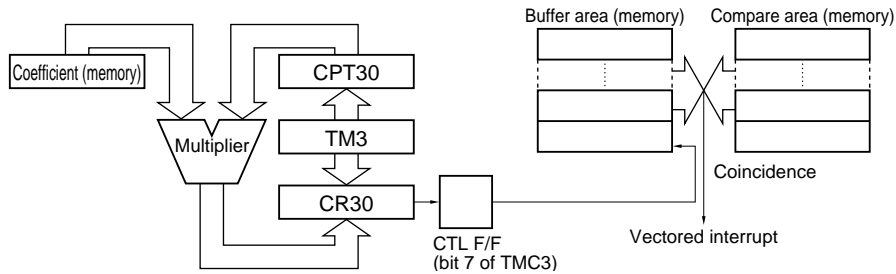 Buffer area (memory)
Compare area (memory)
Coefficient (memory)
CPT30
Multiplier
TM3
CR30
Coincidence
CTL F/F
(bit 7 of TMC3)
Vectored interrupt